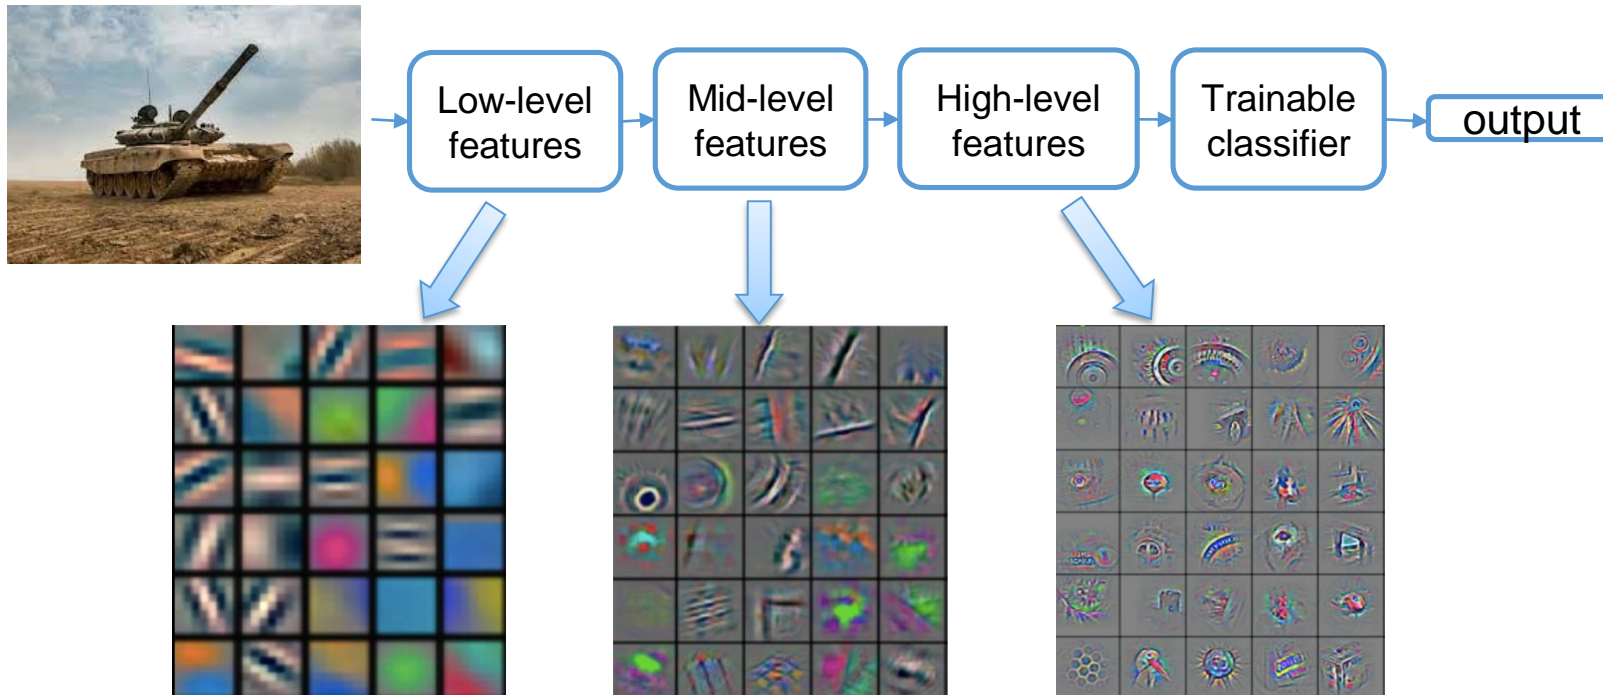 Low-level
features
Mid-level
features
High-level
features
Trainable
classifier
output